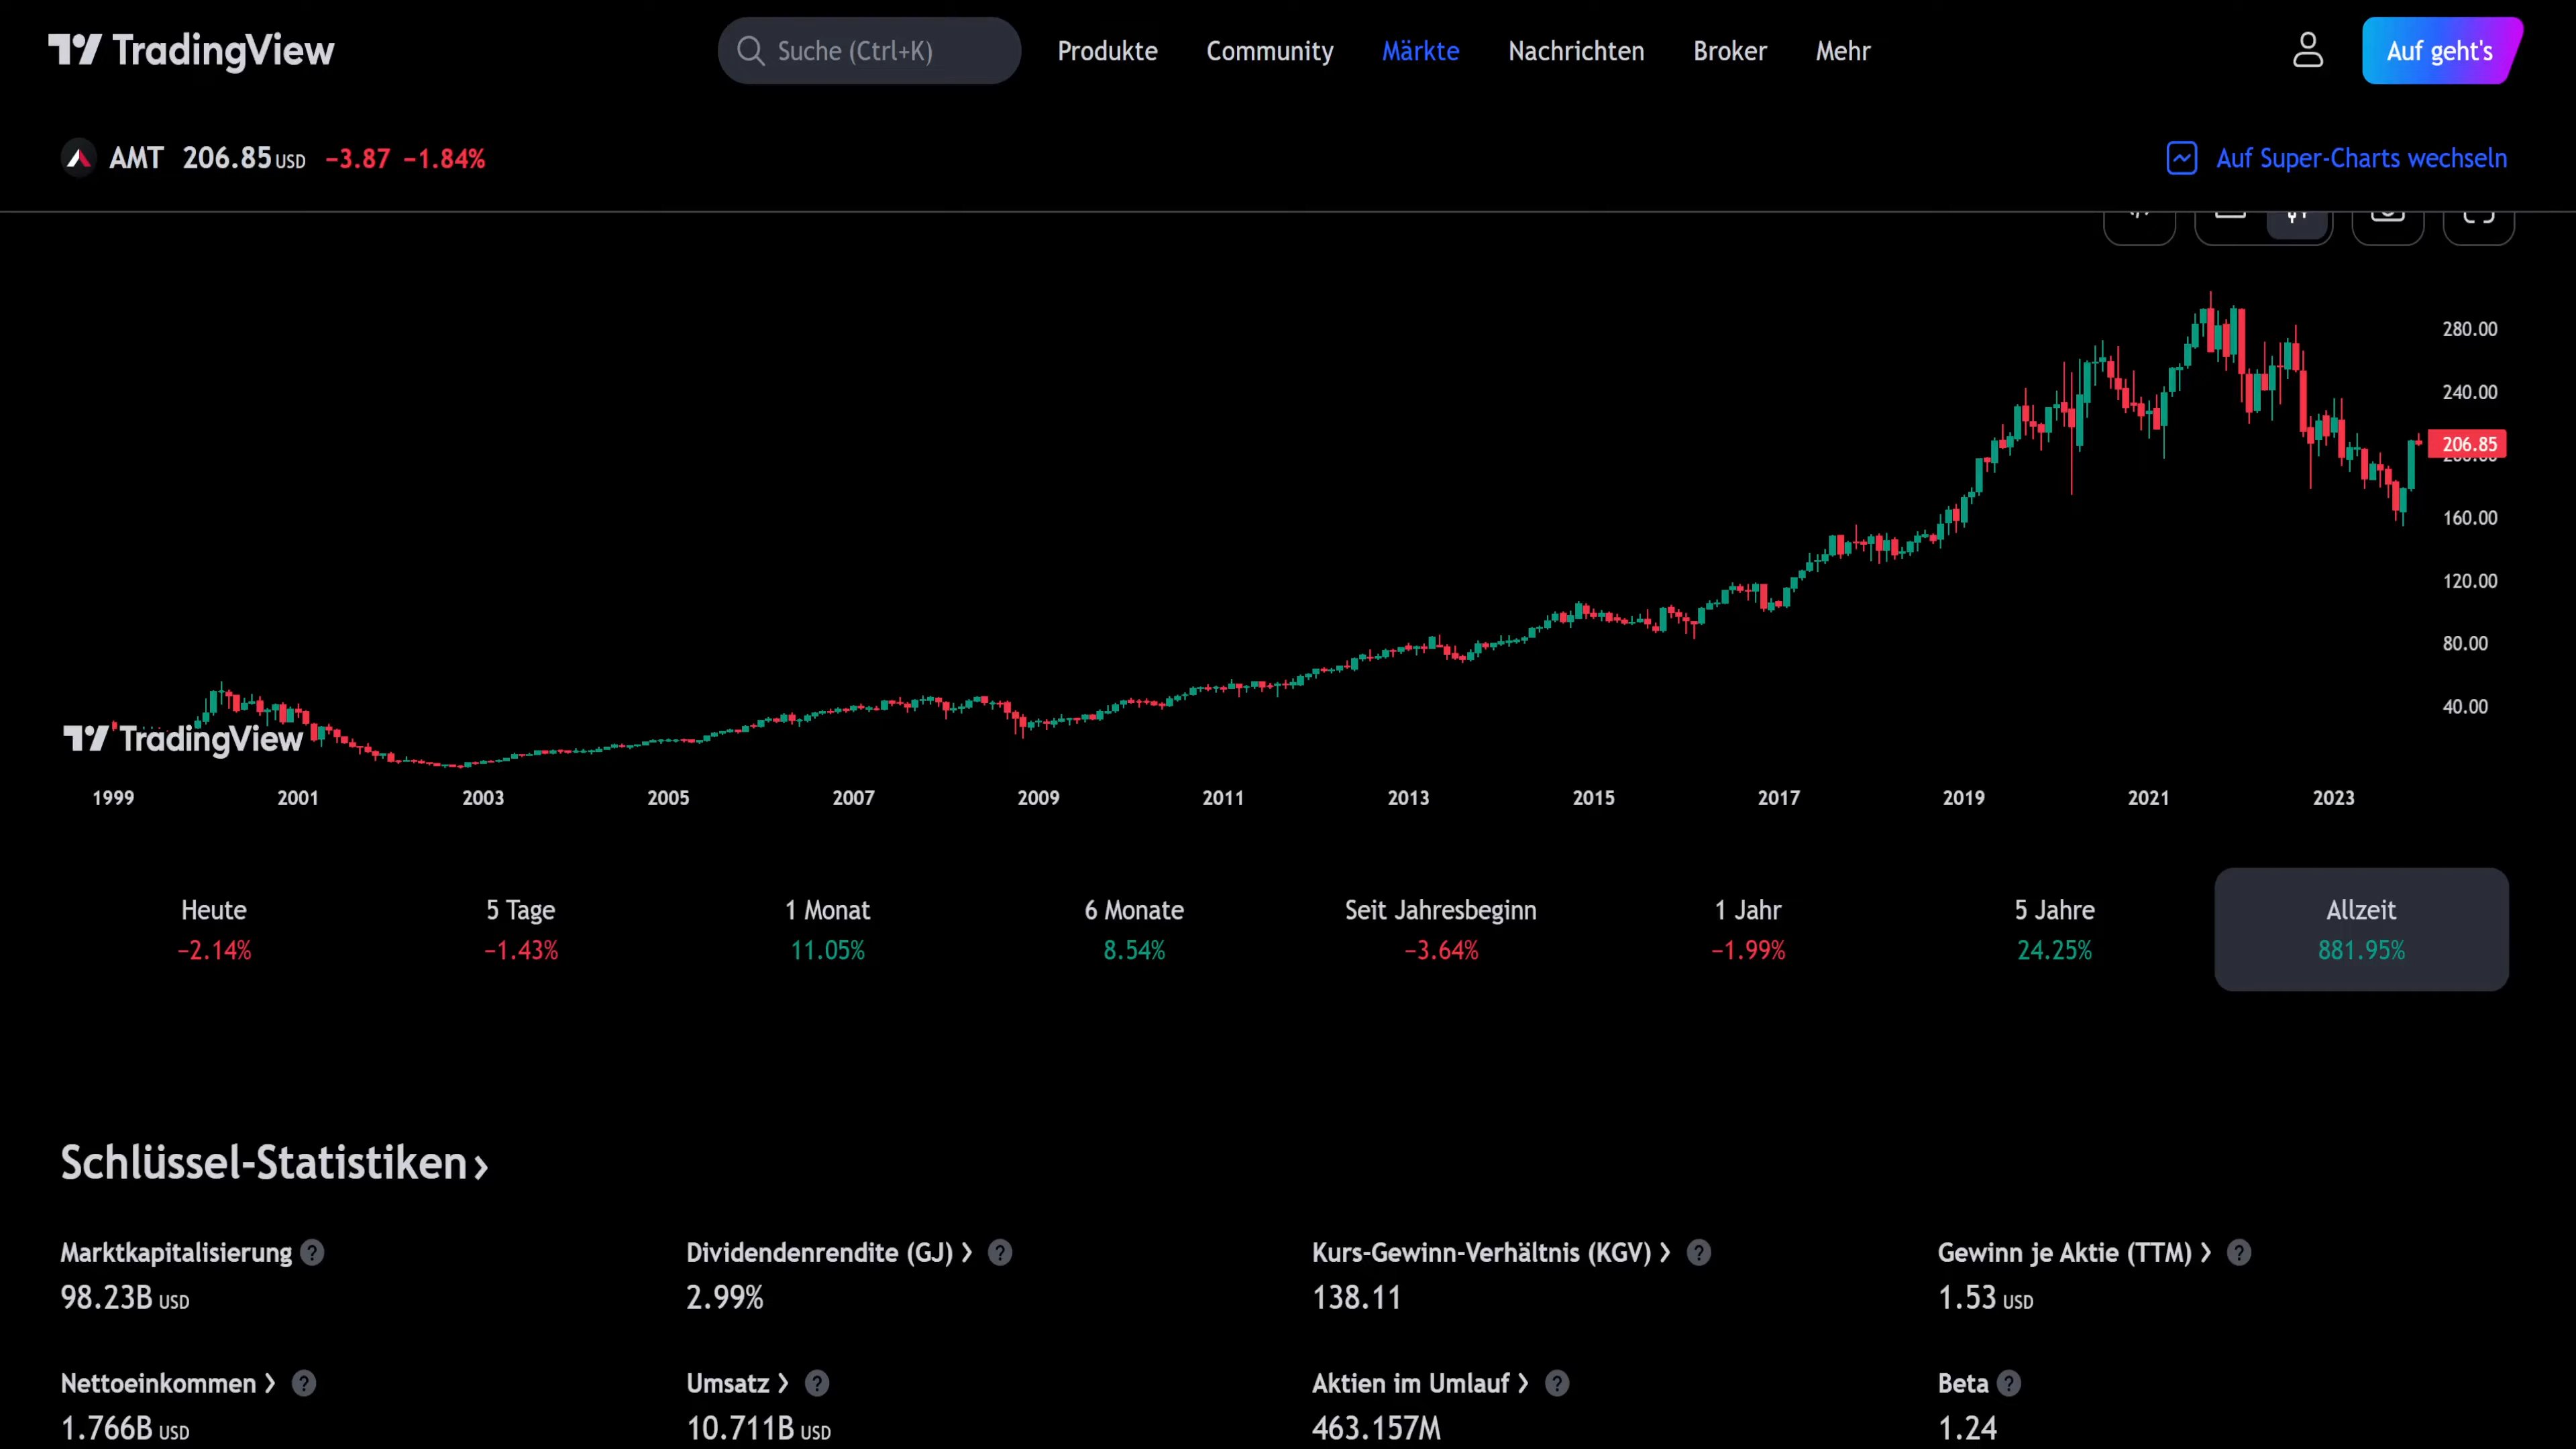 TradingView
Suche (Ctrl+K)
Produkte
Community
Märkte
Nachrichten
Broker
Mehr
Auf geht's
AMT 206.85 USD −3.87 −1.84%
Auf Super-Charts wechseln
280.00
240.00
206.85
160.00
120.00
80.00
40.00
TradingView
1999 2001 2003 2005 2007 2009 2011 2013 2015 2017 2019 2021 2023
Heute 5 Tage 1 Monat 6 Monate Seit Jahresbeginn 1 Jahr 5 Jahre Allzeit
−2.14% −1.43% 11.05% 8.54% −3.64% −1.99% 24.25% 881.95%
Schlüssel-Statistiken ›
Marktkapitalisierung ? Dividendenrendite (GJ) › ? Kurs-Gewinn-Verhältnis (KGV) › ? Gewinn je Aktie (TTM) › ?
98.23B USD 2.99% 138.11 1.53 USD
Nettoeinkommen › ? Umsatz › ? Aktien im Umlauf › ? Beta ?
1.766B USD 10.711B USD 463.157M 1.24